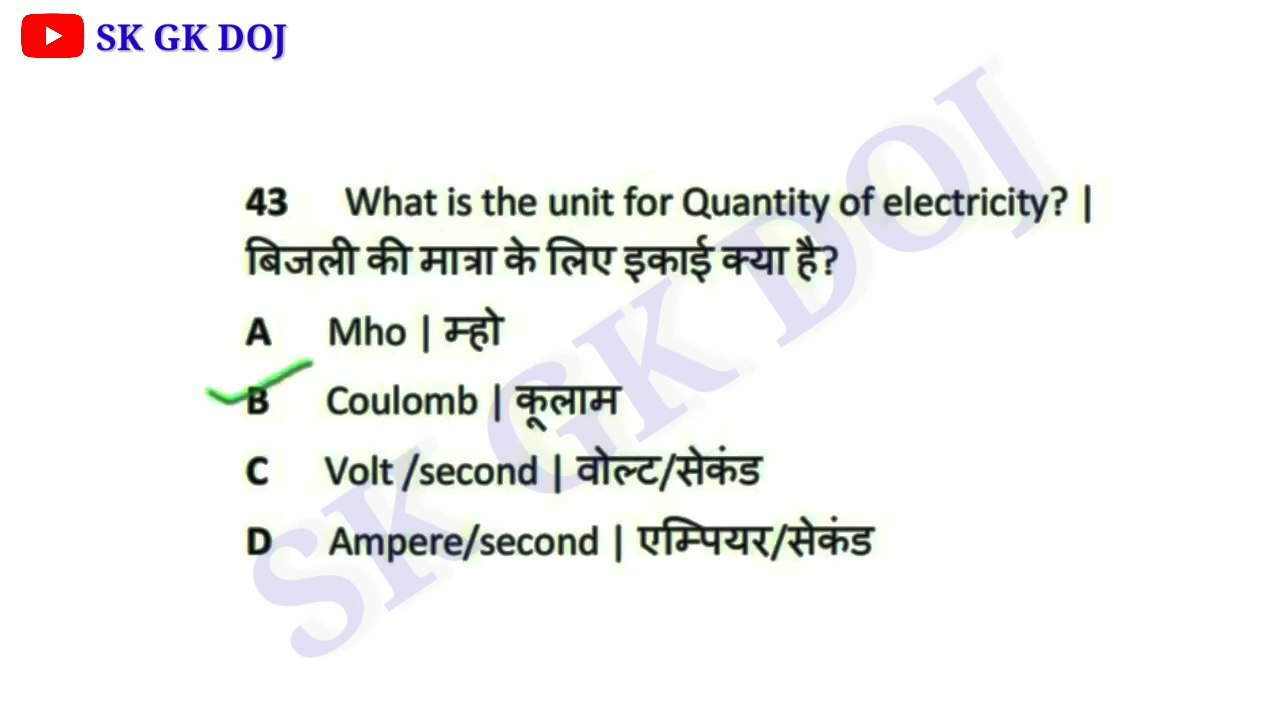 SK GK DOJ
43 What is the unit for Quantity of electricity? |
बिजली की मात्रा के लिए इकाई क्या है?
A Mho | म्हो
B Coulomb | कूलाम
C Volt /second | वोल्ट/सेकंड
D Ampere/second | एम्पियर/सेकंड
SK GK DOJ